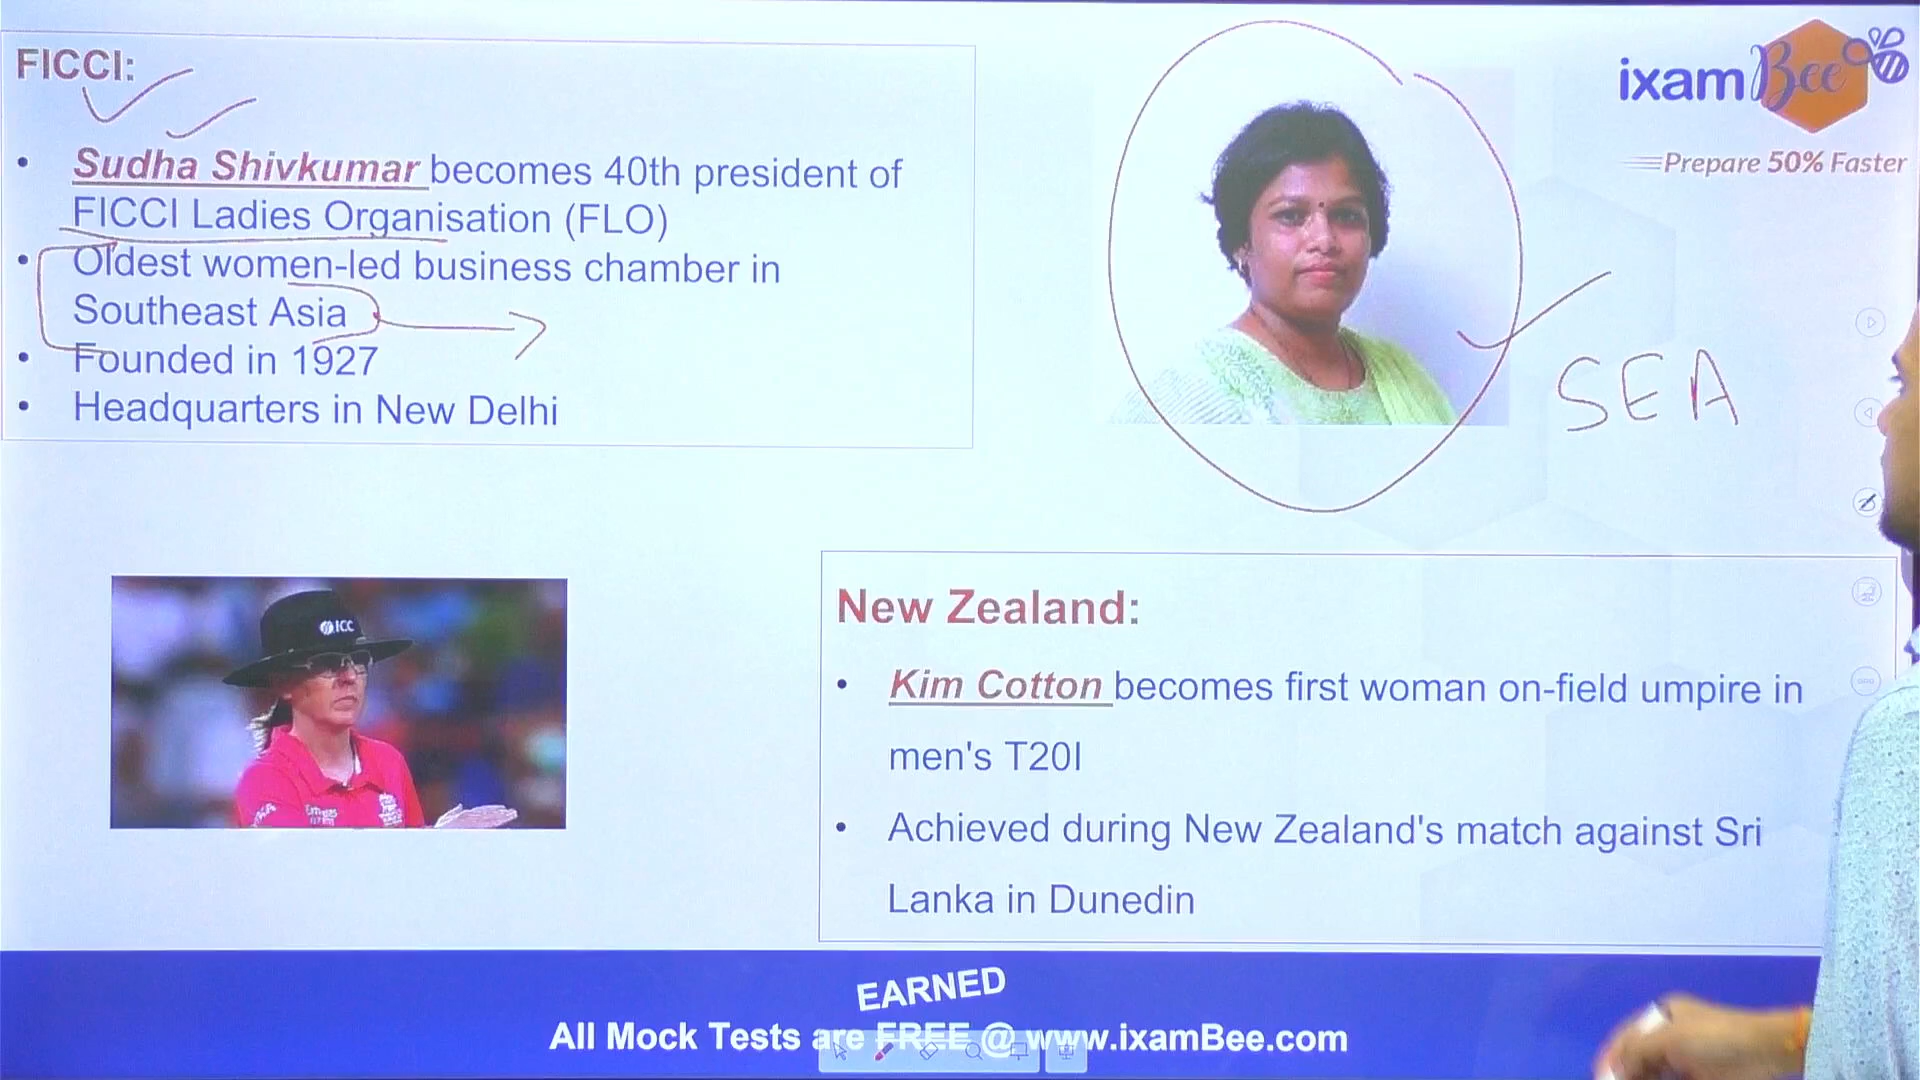 FICCI:
Sudha Shivkumar becomes 40th president of
FICCI Ladies Organisation (FLO)
Oldest women-led business chamber in
Southeast Asia
Founded in 1927
Headquarters in New Delhi
ixamBee
Prepare 50% Faster
SEA
ICC
New Zealand:
Kim Cotton becomes first woman on-field umpire in
men's T20I
Achieved during New Zealand's match against Sri
Lanka in Dunedin
EARNED
All Mock Tests are FREE @ www.ixamBee.com